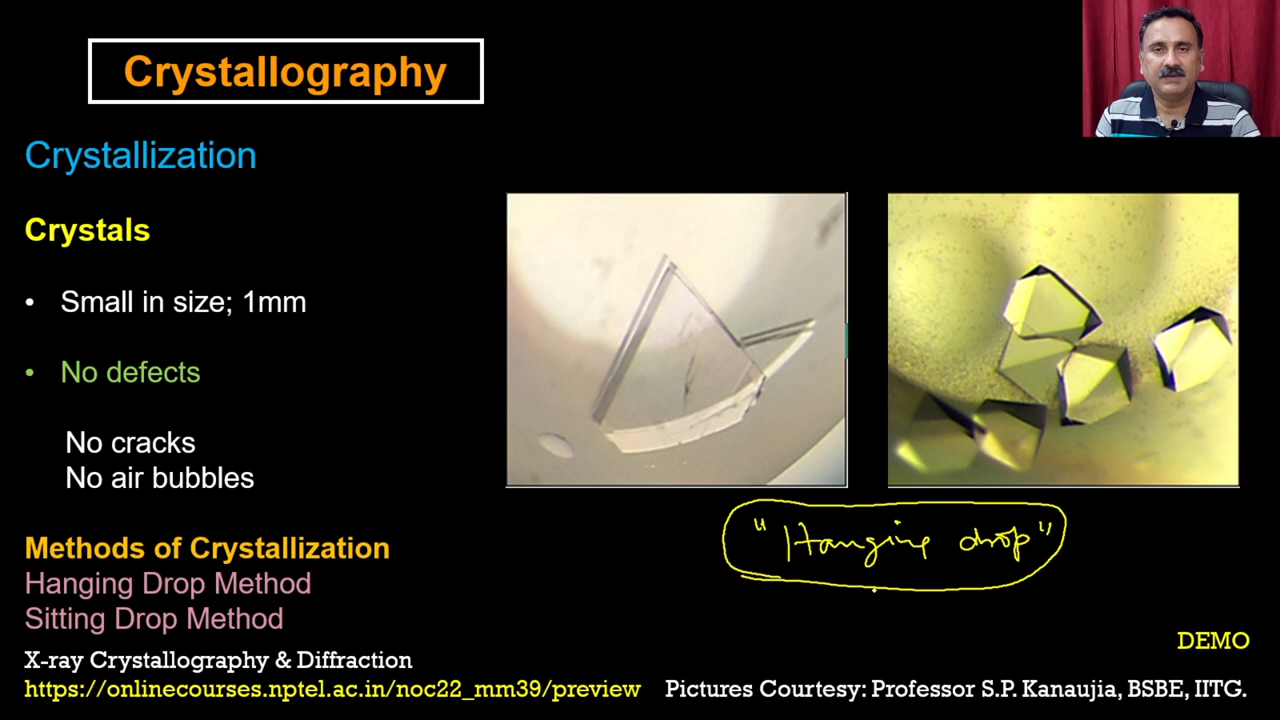 Crystallography
Crystallization
Crystals
• Small in size; 1mm
• No defects
No cracks
No air bubbles
"Hanging drop"
Methods of Crystallization
Hanging Drop Method
Sitting Drop Method
DEMO
X-ray Crystallography & Diffraction
https://onlinecourses.nptel.ac.in/noc22_mm39/preview
Pictures Courtesy: Professor S.P. Kanaujia, BSBE, IITG.